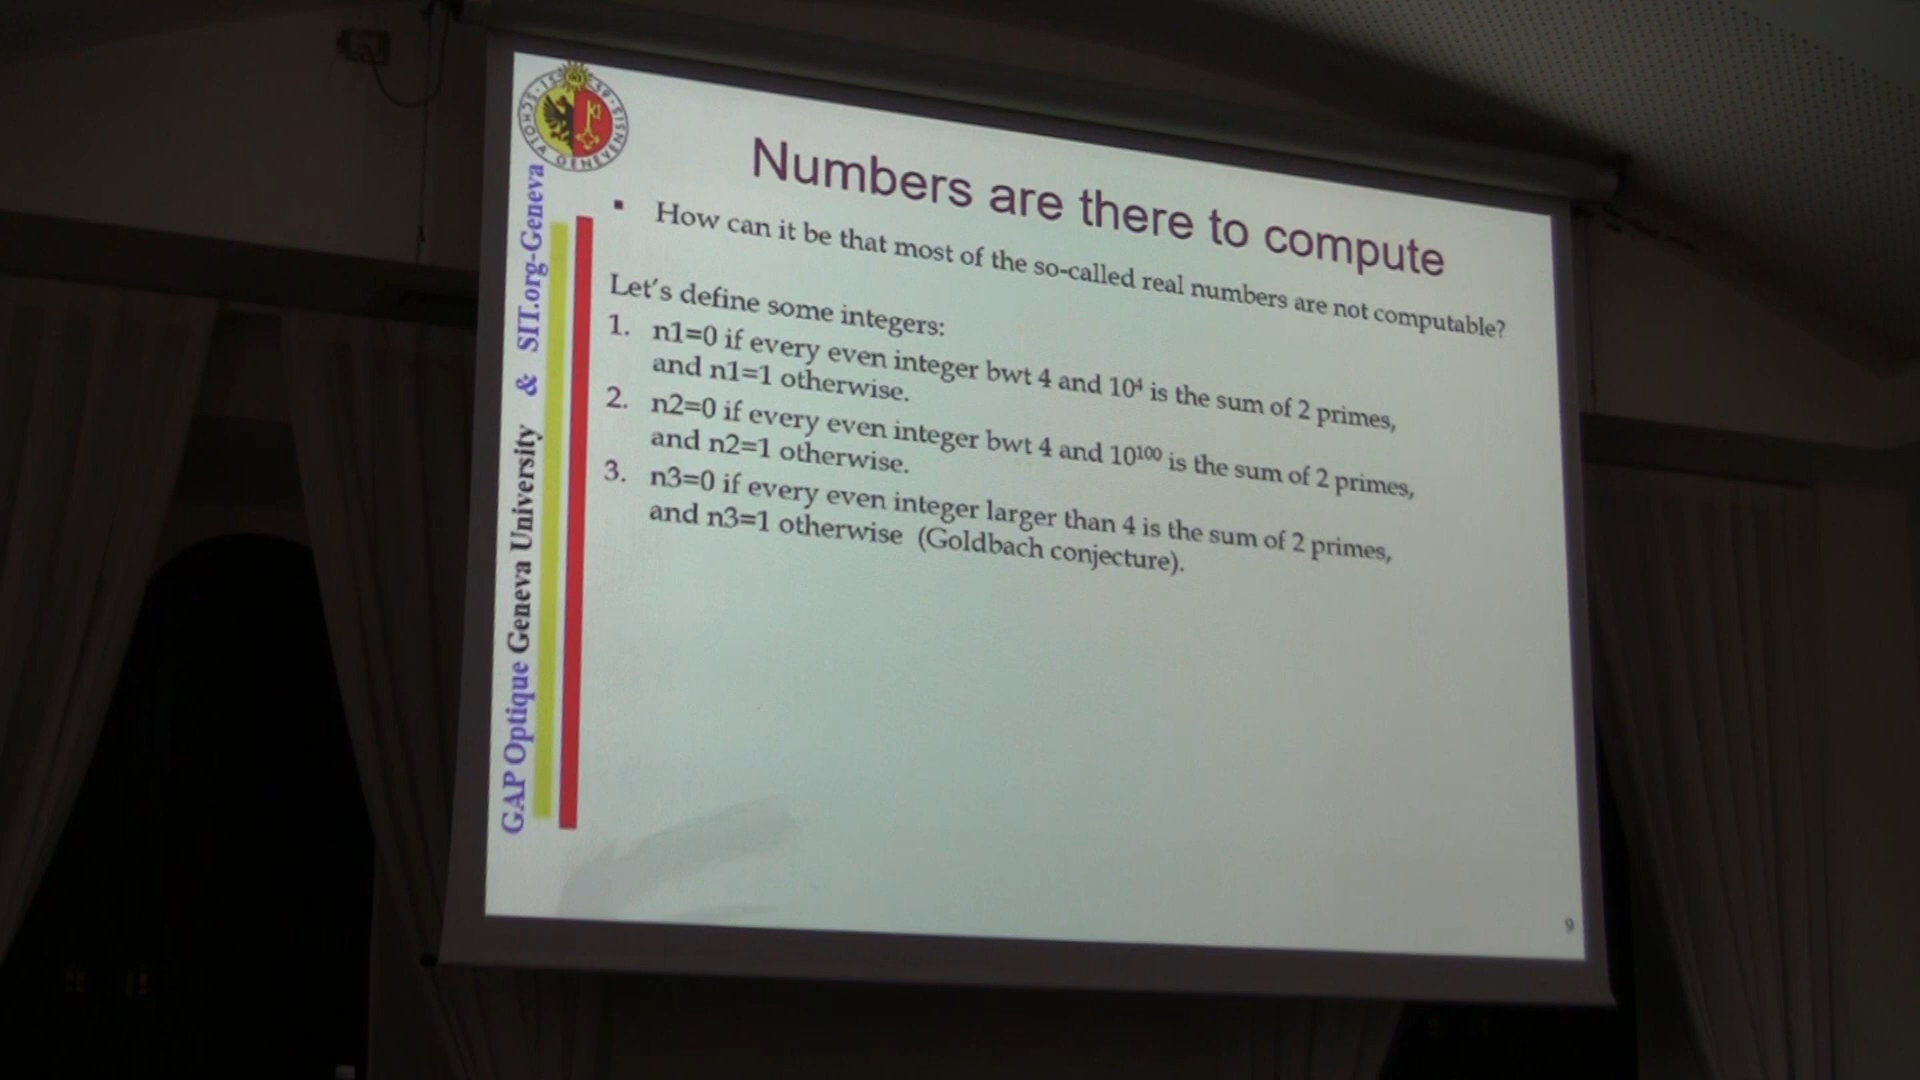 SCHOLA GENEVENSIS
GAP Optique Geneva University & SIT.org-Geneva
Numbers are there to compute
▪ How can it be that most of the so-called real numbers are not computable?
Let's define some integers:
1. n1=0 if every even integer bwt 4 and 10⁴ is the sum of 2 primes,
and n1=1 otherwise.
2. n2=0 if every even integer bwt 4 and 10¹⁰⁰ is the sum of 2 primes,
and n2=1 otherwise.
3. n3=0 if every even integer larger than 4 is the sum of 2 primes,
and n3=1 otherwise (Goldbach conjecture).
9